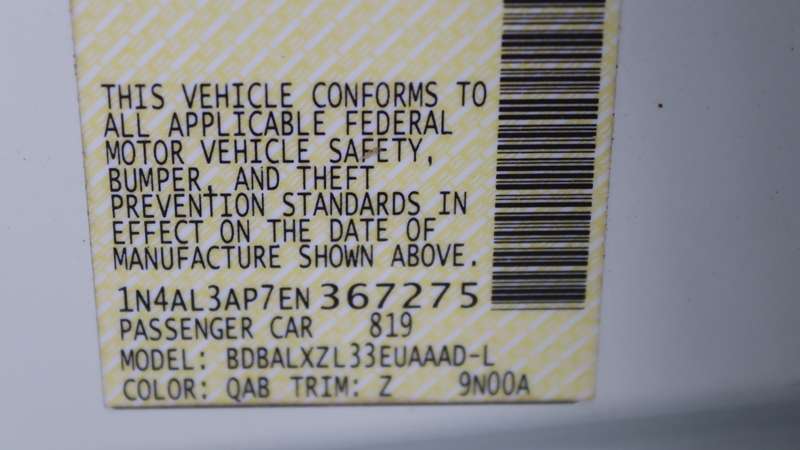 THIS VEHICLE CONFORMS TO
ALL APPLICABLE FEDERAL
MOTOR VEHICLE SAFETY,
BUMPER, AND THEFT
PREVENTION STANDARDS IN
EFFECT ON THE DATE OF
MANUFACTURE SHOWN ABOVE.
1N4AL3AP7EN 367275
PASSENGER CAR 819
MODEL: BDBALXZL33EUAAAD-L
COLOR: QAB TRIM: Z 9N00A